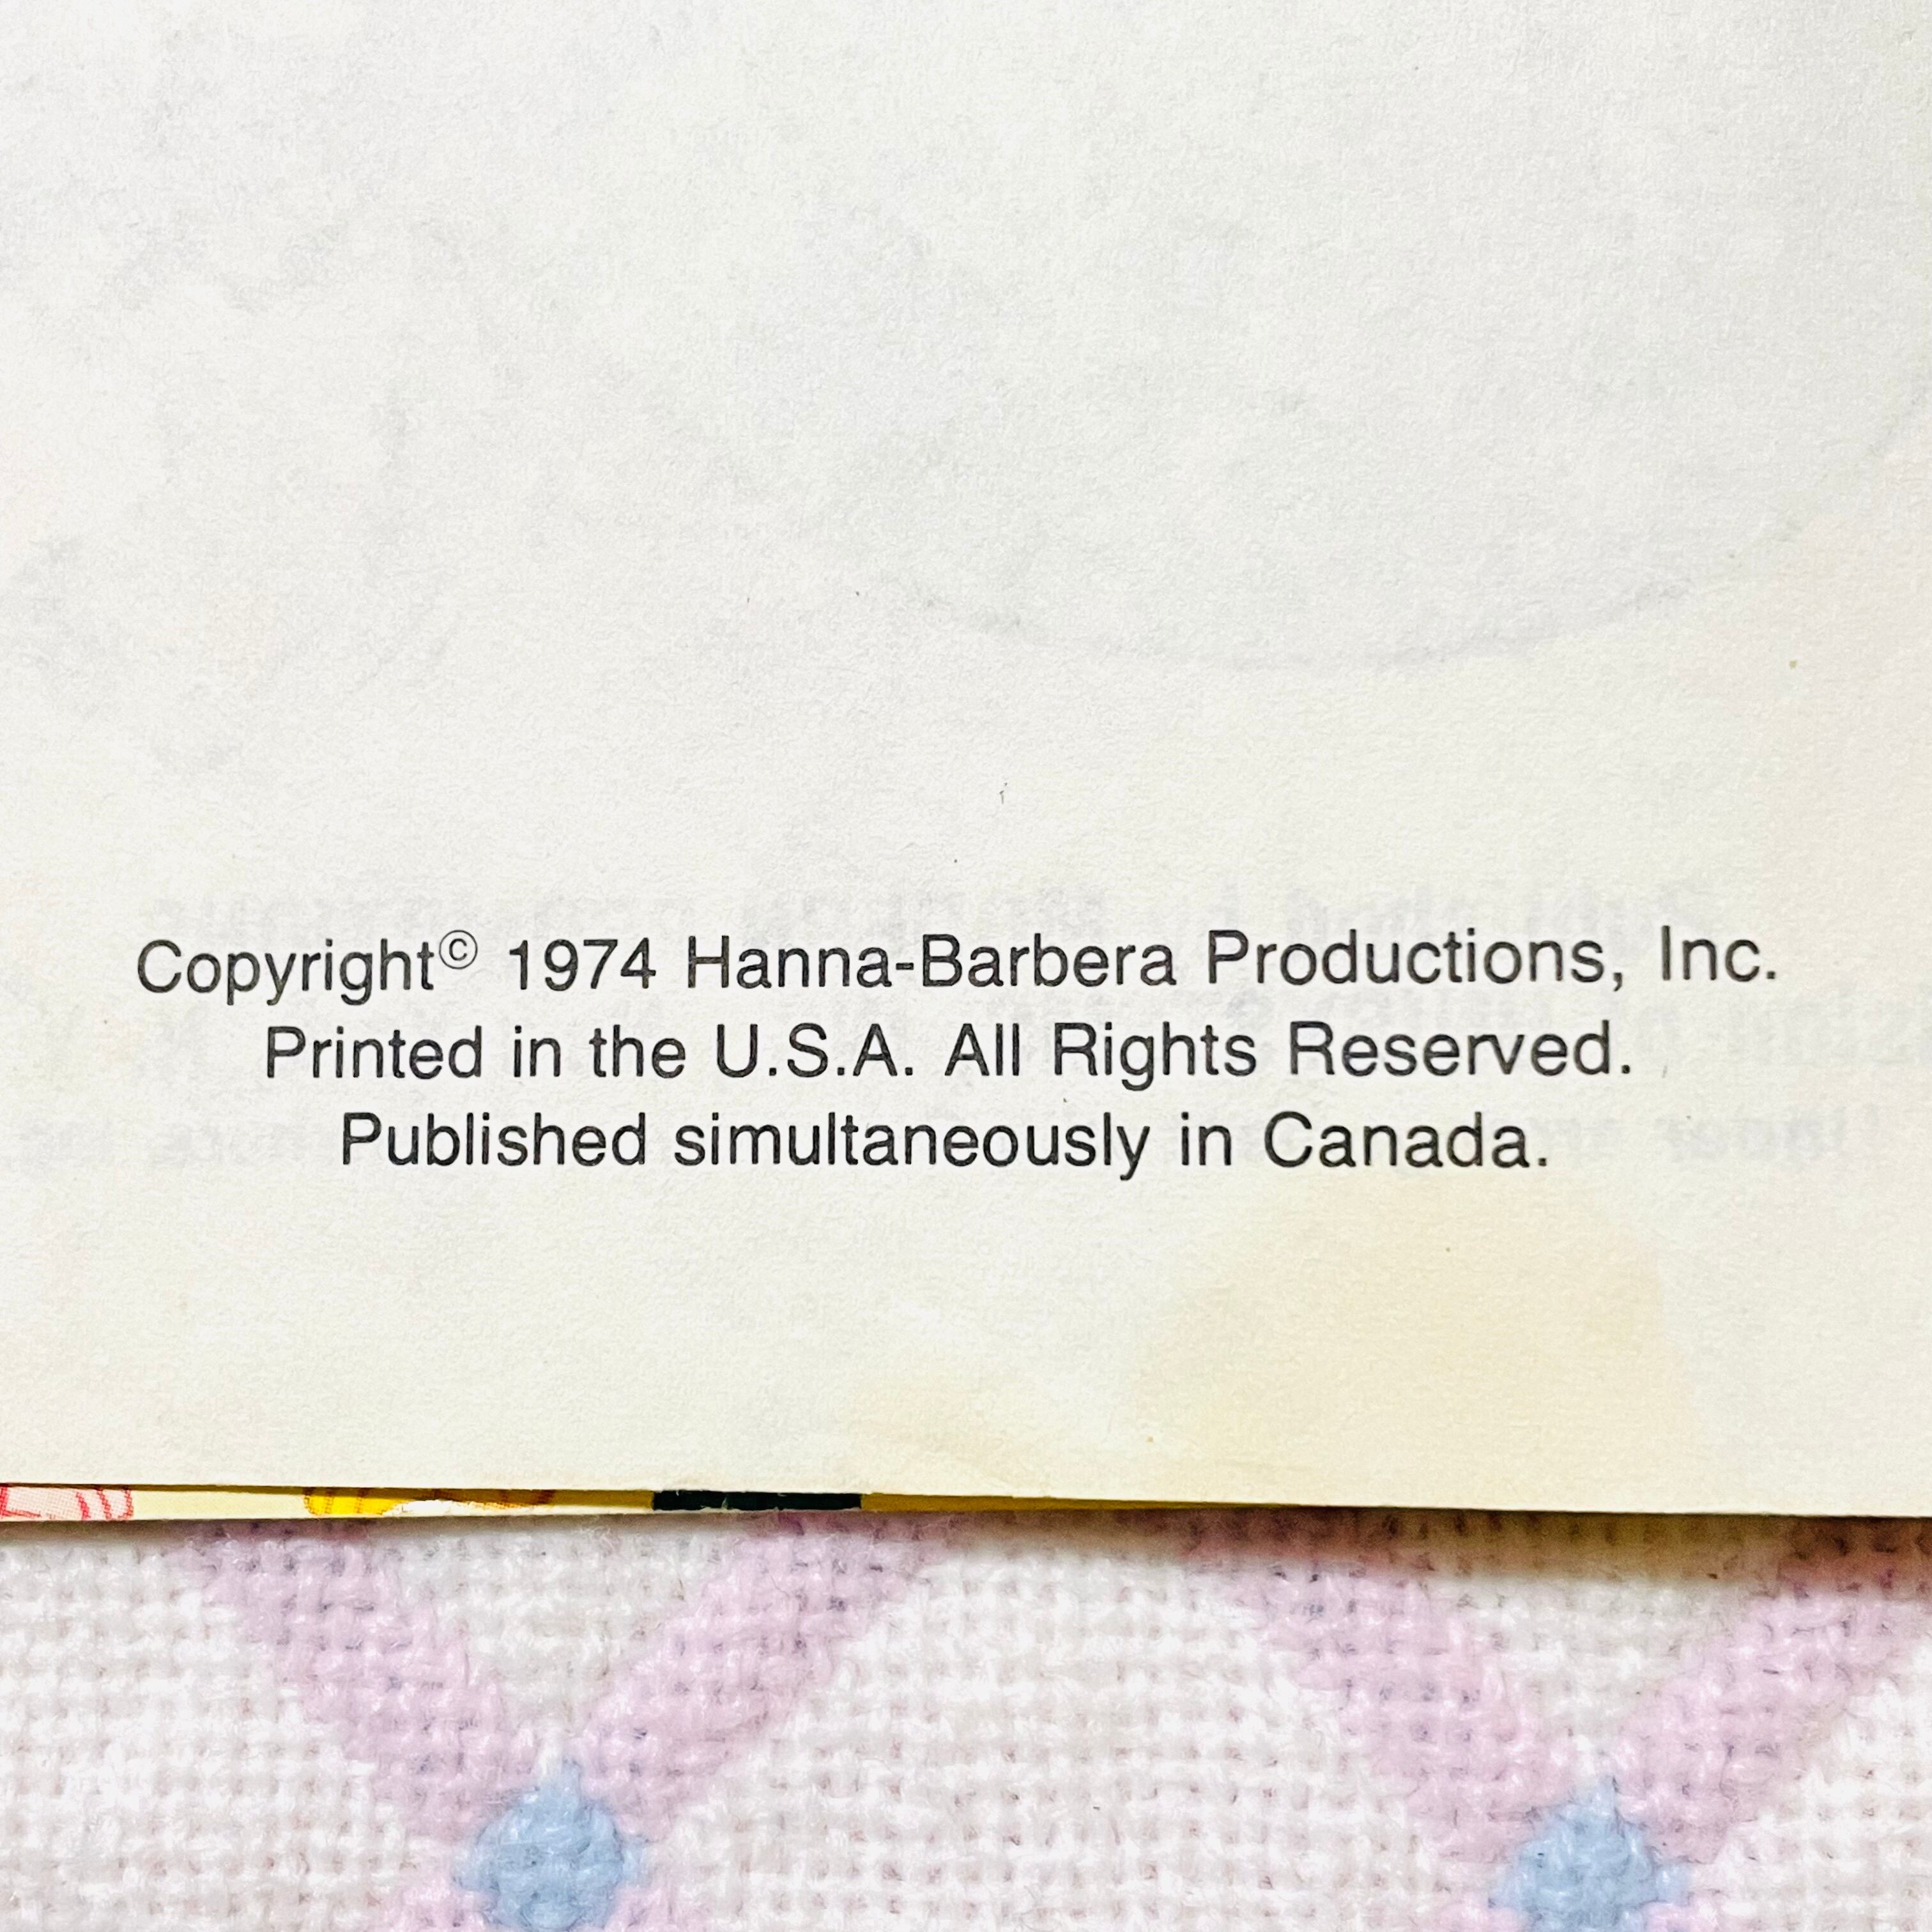 Copyright© 1974 Hanna-Barbera Productions, Inc.
Printed in the U.S.A. All Rights Reserved.
Published simultaneously in Canada.